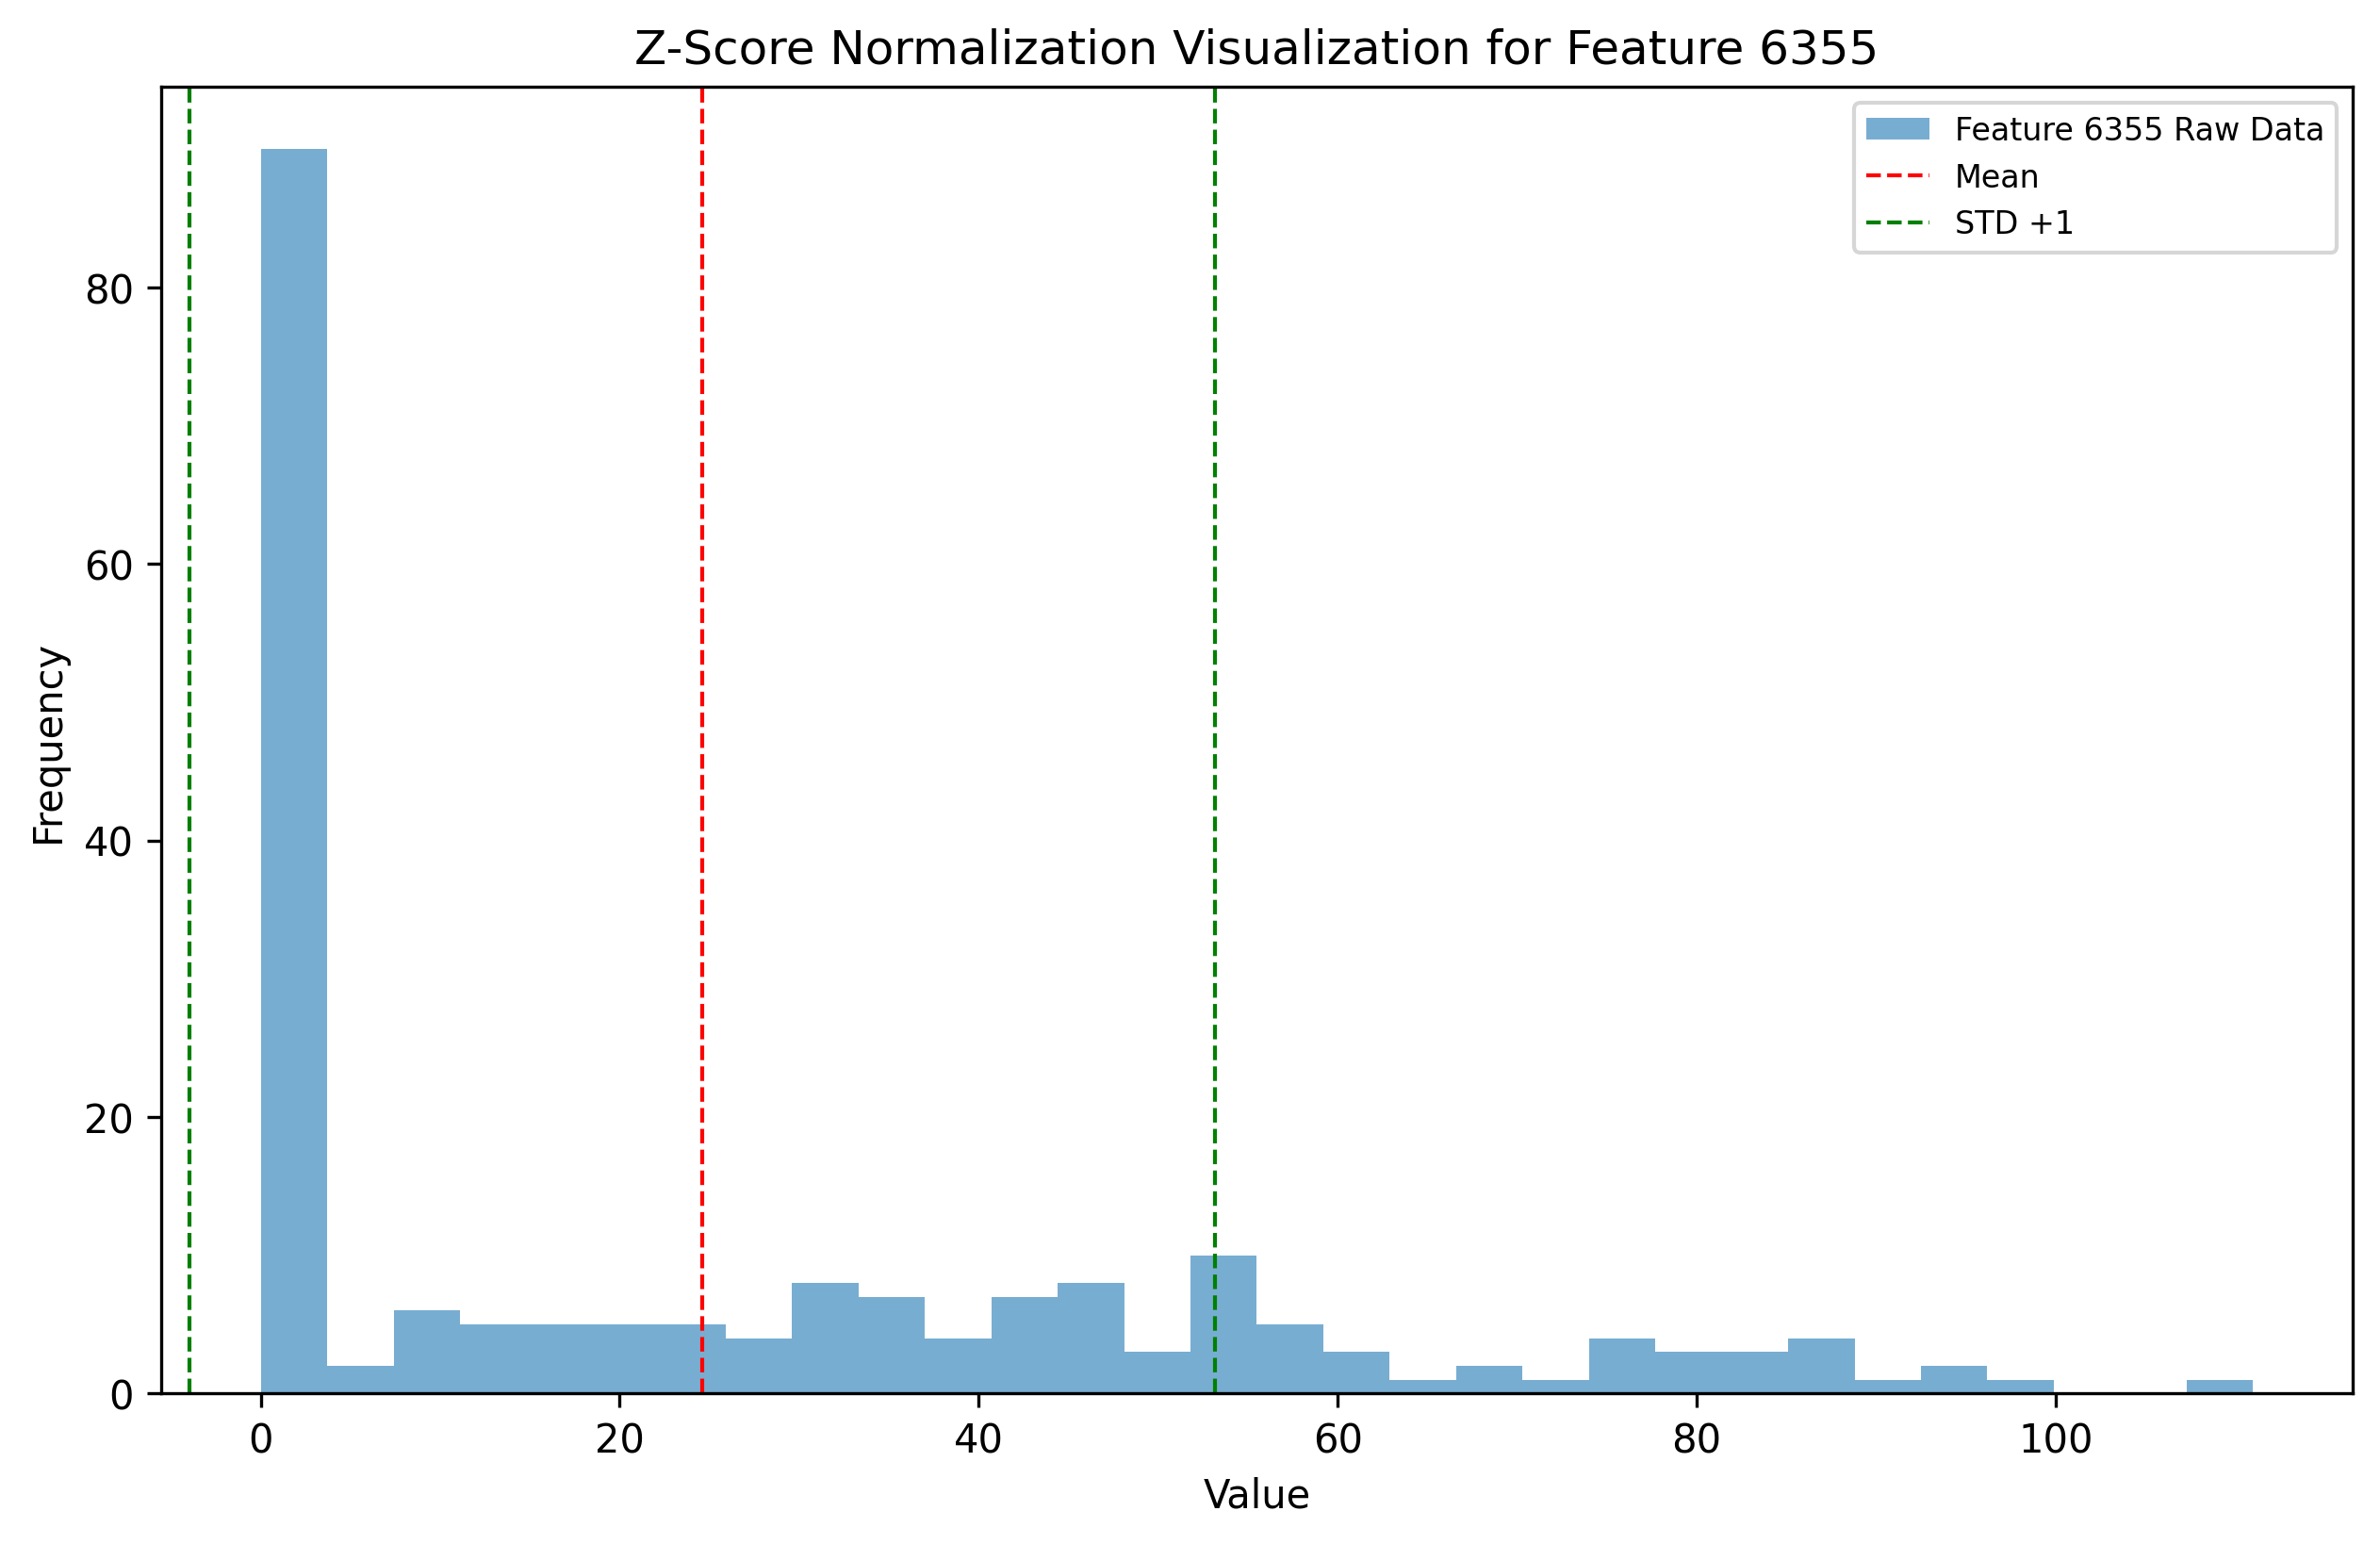 Z-Score Normalization Visualization for Feature 6355
Feature 6355 Raw Data
Mean
STD +1
Frequency
80
60
40
20
0
0 20 40 60 80 100
Value